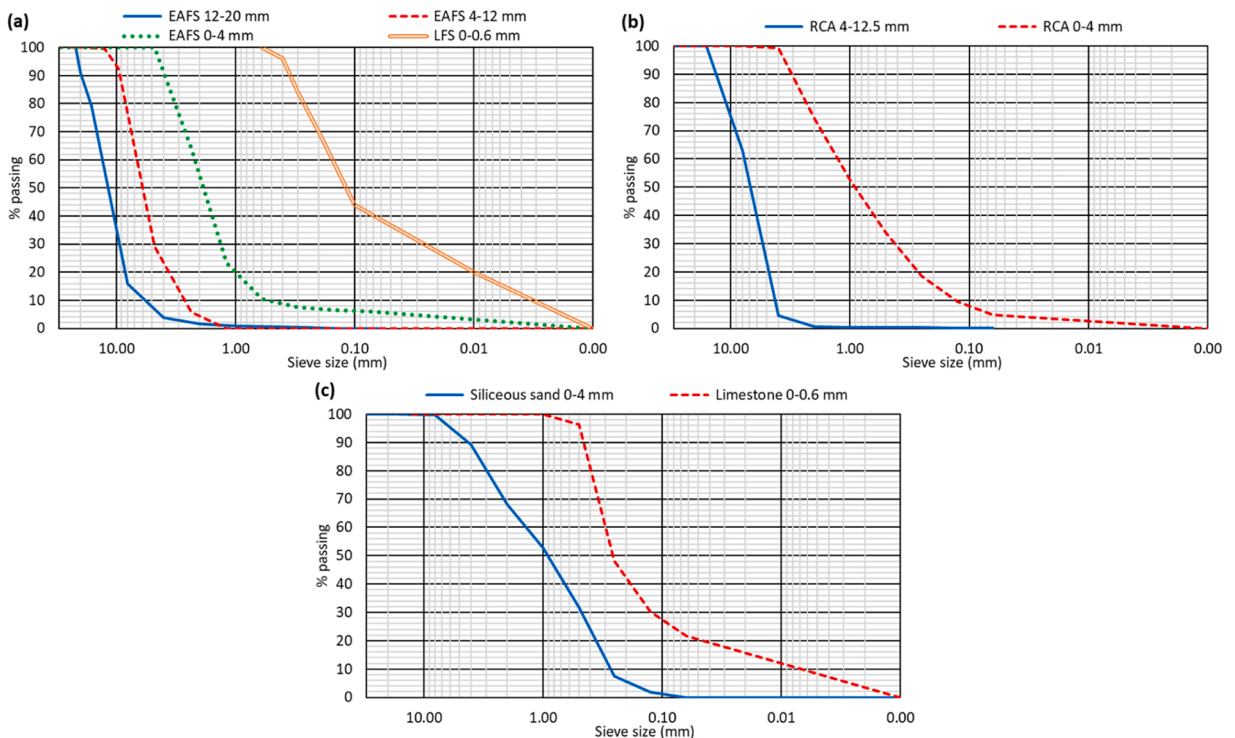 (a)
EAFS 12-20 mm
EAFS 4-12 mm
EAFS 0-4 mm
LFS 0-0.6 mm
% passing
100
90
80
70
60
50
40
30
20
10
0
10.00 1.00 0.10 0.01 0.00
Sieve size (mm)
(b)
RCA 4-12.5 mm
RCA 0-4 mm
% passing
100
90
80
70
60
50
40
30
20
10
0
10.00 1.00 0.10 0.01 0.00
Sieve size (mm)
(c)
Siliceous sand 0-4 mm
Limestone 0-0.6 mm
% passing
100
90
80
70
60
50
40
30
20
10
0
10.00 1.00 0.10 0.01 0.00
Sieve size (mm)